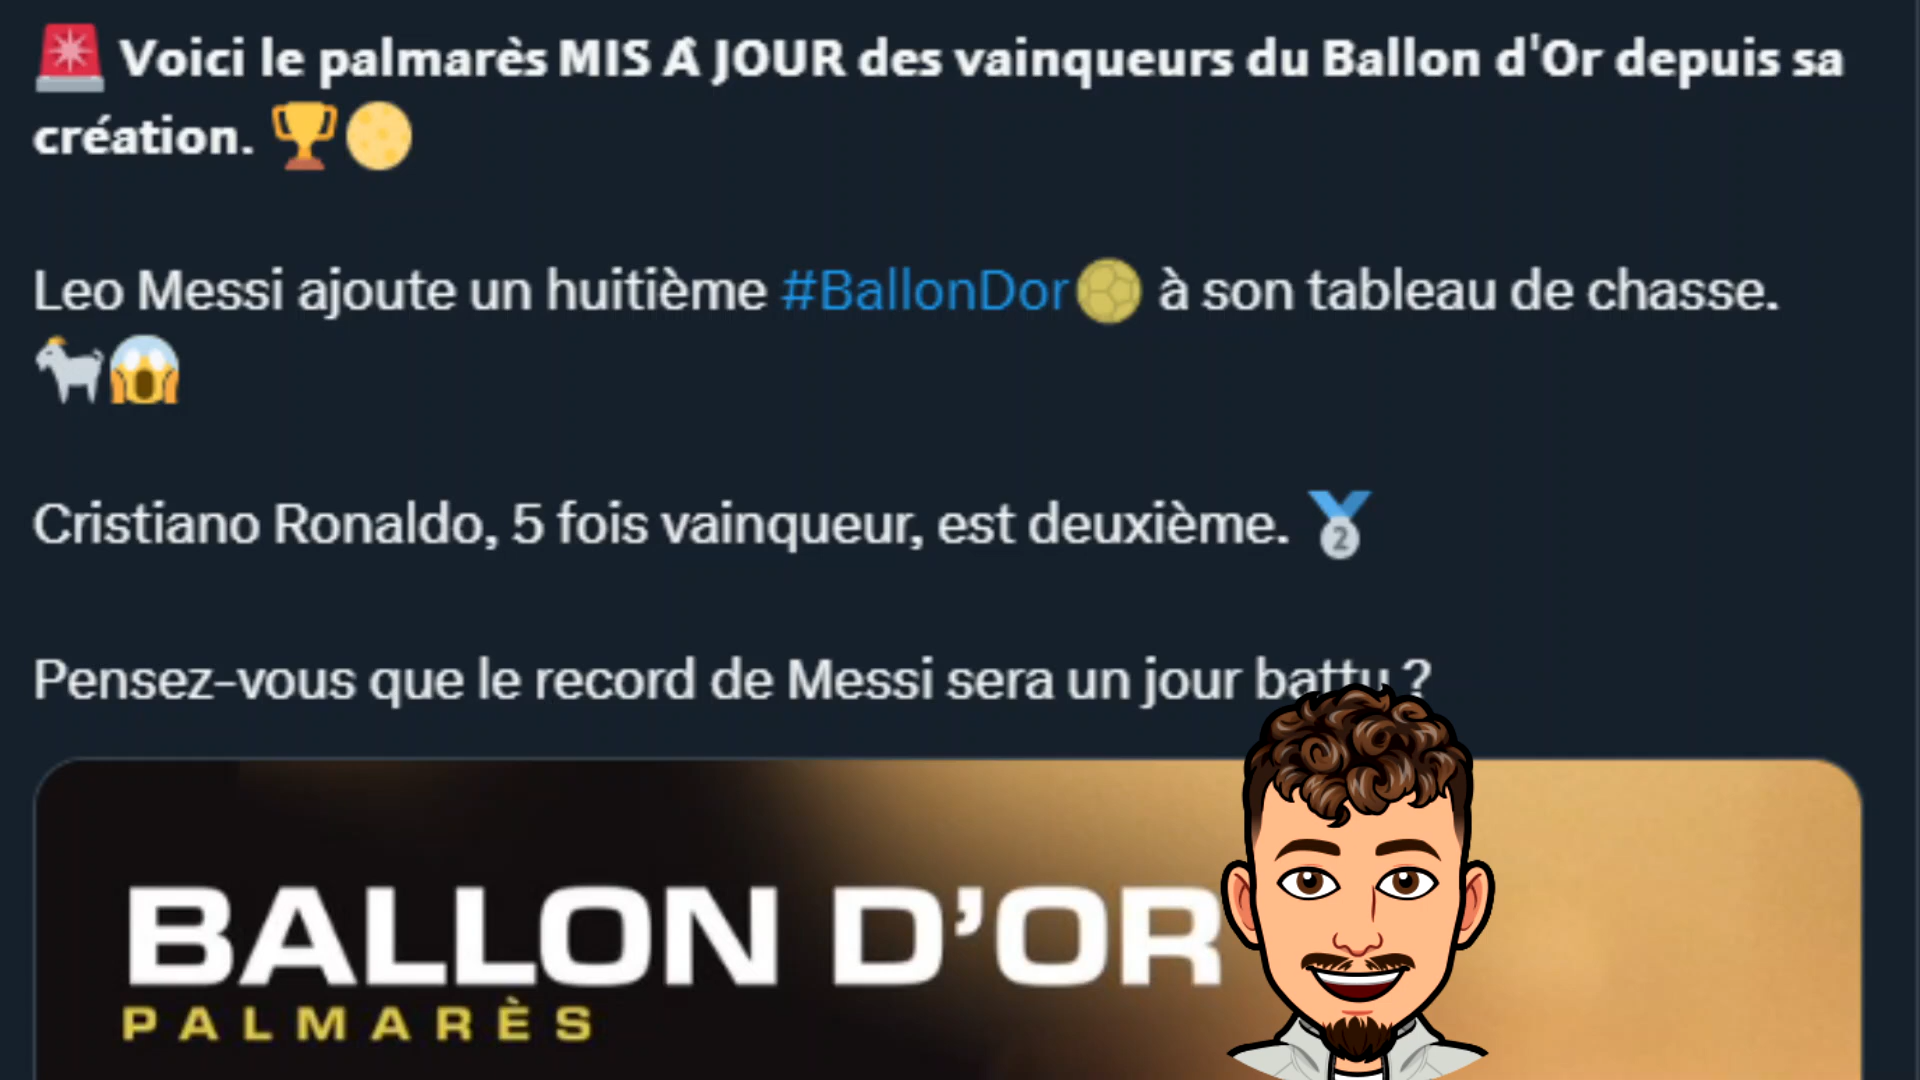 Voici le palmarès MIS À JOUR des vainqueurs du Ballon d'Or depuis sa
création.
Leo Messi ajoute un huitième #BallonDor à son tableau de chasse.
Cristiano Ronaldo, 5 fois vainqueur, est deuxième.
2
Pensez-vous que le record de Messi sera un jour battu ?
BALLON D’OR
PALMARÈS